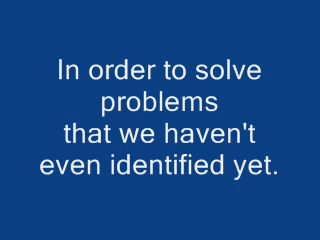 In order to solve
problems
that we haven't
even identified yet.